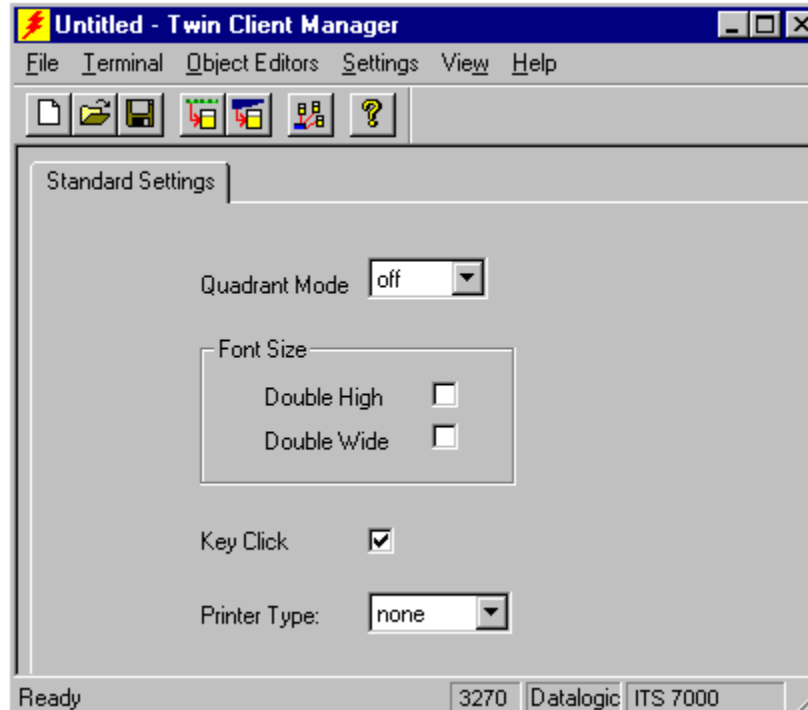 Untitled - Twin Client Manager
File Terminal Object Editors Settings View Help
Standard Settings
Quadrant Mode off
Font Size
Double High
Double Wide
Key Click
Printer Type: none
Ready 3270 Datalogic ITS 7000